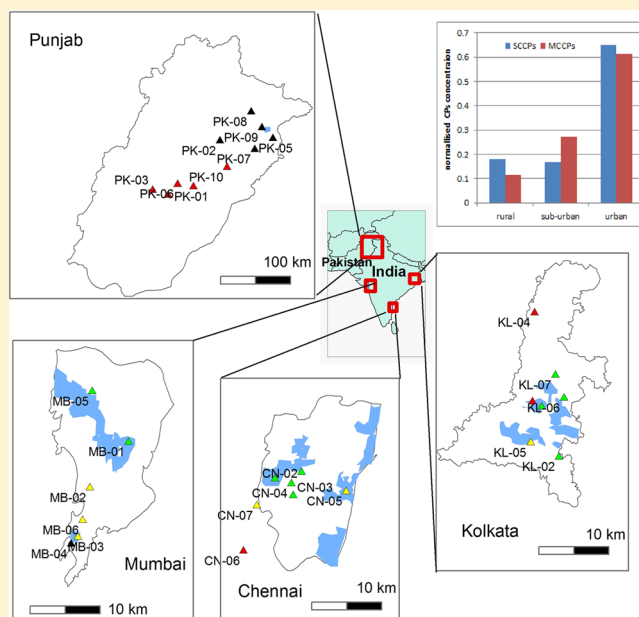 Punjab
PK-08
PK-09
PK-02
PK-05
PK-07
PK-03
PK-10
PK-06
PK-01
100 km
0.7
0.6
0.5
0.4
0.3
0.2
0.1
0
normalised CPs concentraion
SCCPs
MCCPs
rural
sub-urban
urban
Pakistan
India
MB-05
MB-01
MB-02
MB-06
MB-03
MB-04
Mumbai
10 km
CN-02
CN-03
CN-04
CN-05
CN-07
CN-06
Chennai
10 km
KL-04
KL-07
KL-06
KL-05
KL-02
Kolkata
10 km